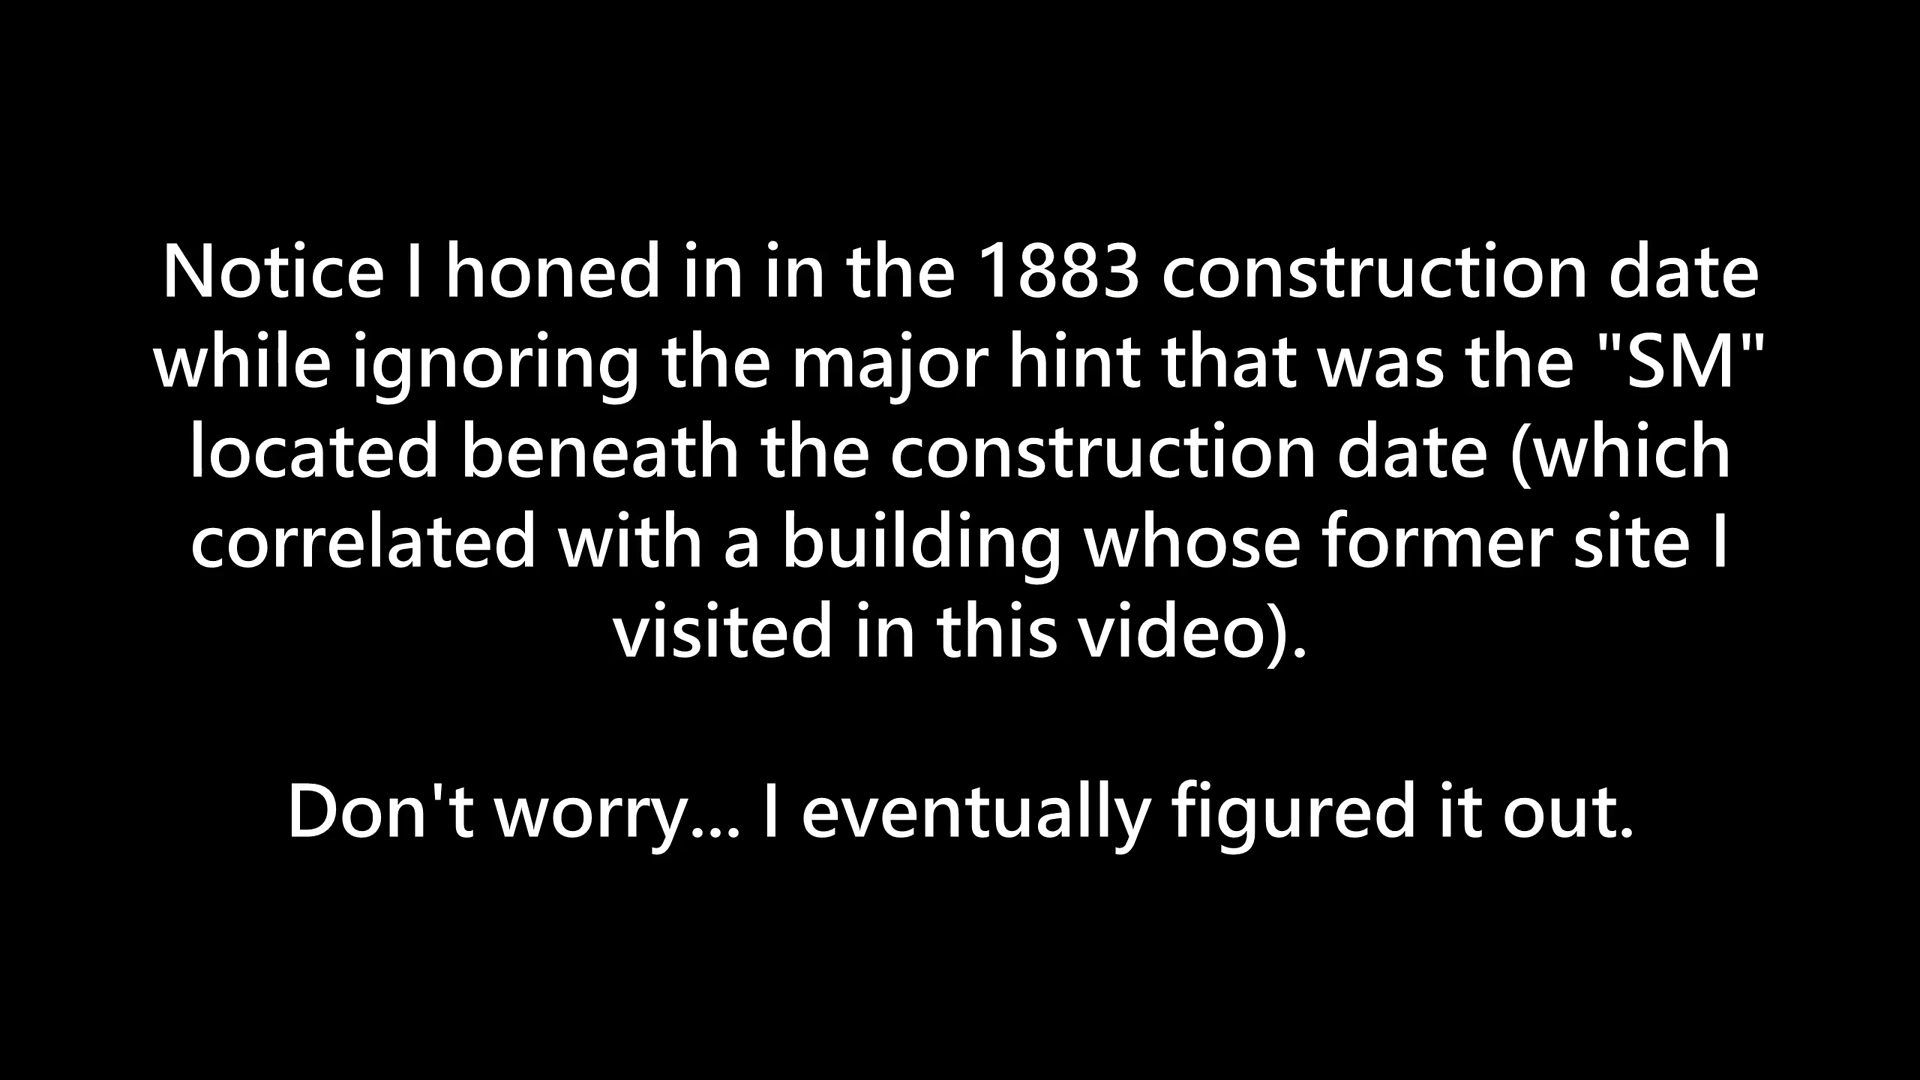 Notice I honed in in the 1883 construction date
while ignoring the major hint that was the "SM"
located beneath the construction date (which
correlated with a building whose former site I
visited in this video).
Don't worry... I eventually figured it out.